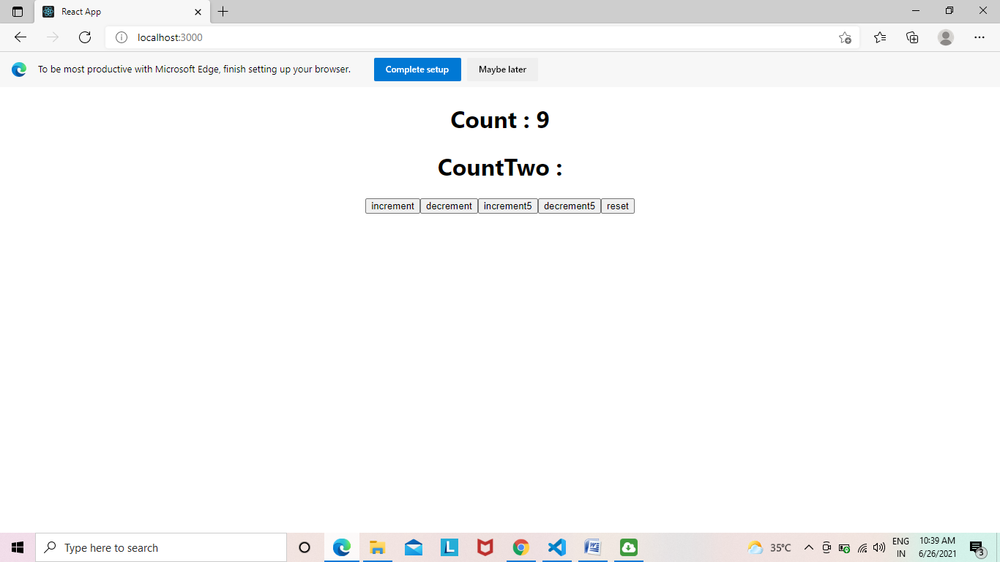 React App
localhost:3000
To be most productive with Microsoft Edge, finish setting up your browser. Complete setup Maybe later
Count : 9
CountTwo :
increment decrement increment5 decrement5 reset
Type here to search L W 35°C ENG 10:39 AM
IN 6/26/2021 3